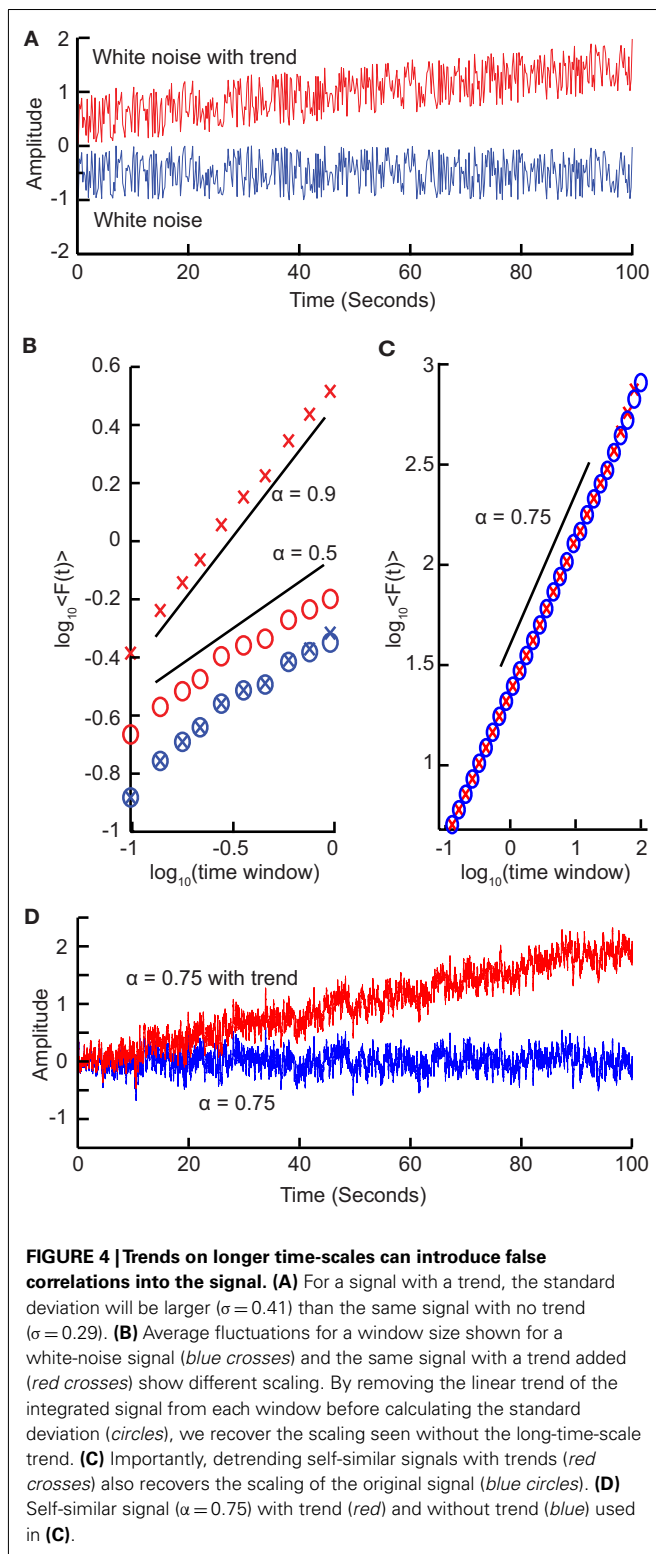 A
2
White noise with trend
1
0
-1
White noise
-2
Amplitude
0 20 40 60 80 100
Time (Seconds)
B
0.6
0.4
0.2
0
-0.2
-0.4
-0.6
-0.8
-1
log10<F(t)>
α = 0.9
α = 0.5
-1 -0.5 0
log10(time window)
C
3
2.5
2
1.5
1
log10<F(t)>
α = 0.75
-1 0 1 2
log10(time window)
D
2
1
0
-1
Amplitude
α = 0.75 with trend
α = 0.75
0 20 40 60 80 100
Time (Seconds)
FIGURE 4 | Trends on longer time-scales can introduce false
correlations into the signal. (A) For a signal with a trend, the standard
deviation will be larger (σ = 0.41) than the same signal with no trend
(σ = 0.29). (B) Average fluctuations for a window size shown for a
white-noise signal (blue crosses) and the same signal with a trend added
(red crosses) show different scaling. By removing the linear trend of the
integrated signal from each window before calculating the standard
deviation (circles), we recover the scaling seen without the long-time-scale
trend. (C) Importantly, detrending self-similar signals with trends (red
crosses) also recovers the scaling of the original signal (blue circles). (D)
Self-similar signal (α = 0.75) with trend (red) and without trend (blue) used
in (C).